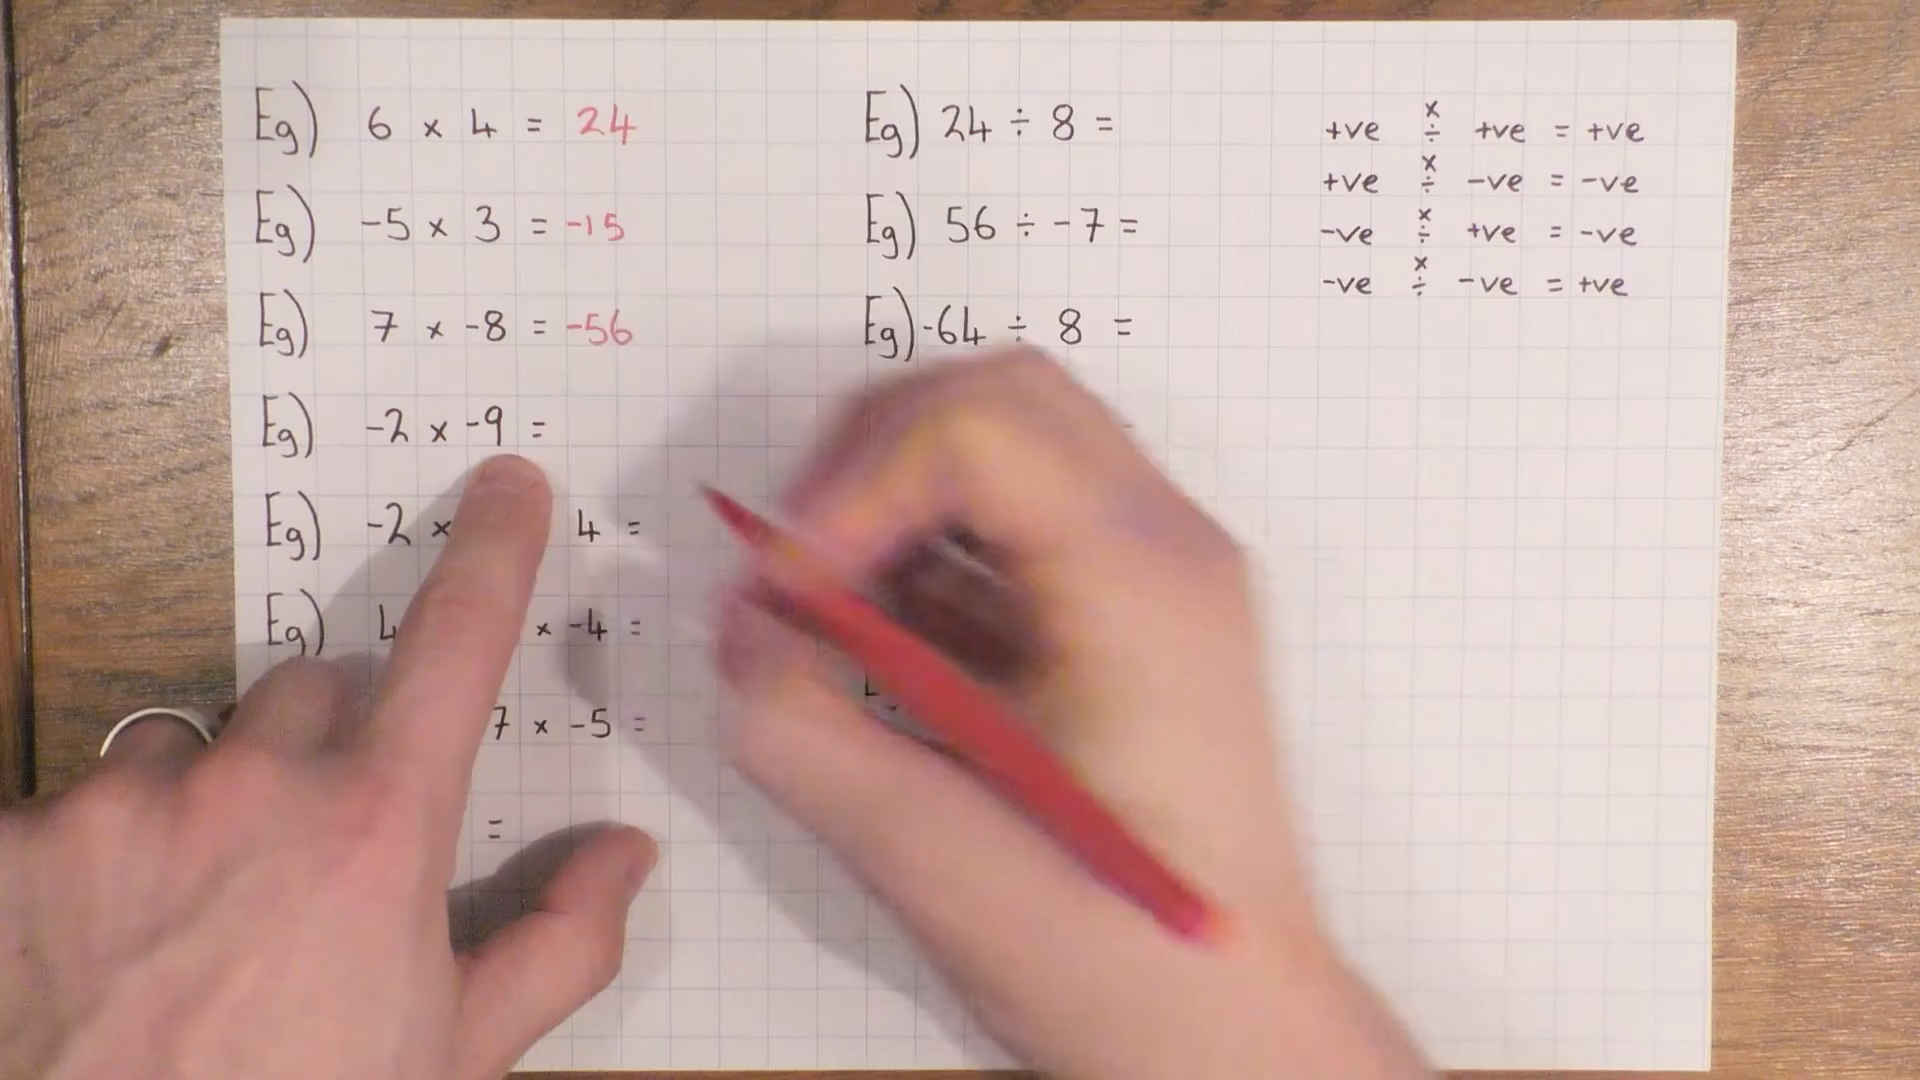 Eg) 6 × 4 = 24
Eg) -5 × 3 = -15
Eg) 7 × -8 = -56
Eg) -2 × -9 =
Eg) -2 × 4 =
Eg) 4 × -4 =
7 × -5 =
=
Eg) 24 ÷ 8 =
Eg) 56 ÷ -7 =
Eg) -64 ÷ 8 =
+ve ×÷ +ve = +ve
+ve ×÷ -ve = -ve
-ve ×÷ +ve = -ve
-ve ×÷ -ve = +ve